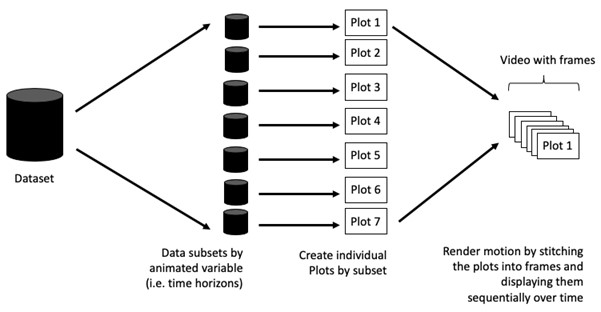 Plot 1
Plot 2
Plot 3
Plot 4
Plot 5
Plot 6
Plot 7
Video with frames
Plot 1
Dataset
Data subsets by
animated variable
(i.e. time horizons)
Create individual
Plots by subset
Render motion by stitching
the plots into frames and
displaying them
sequentially over time